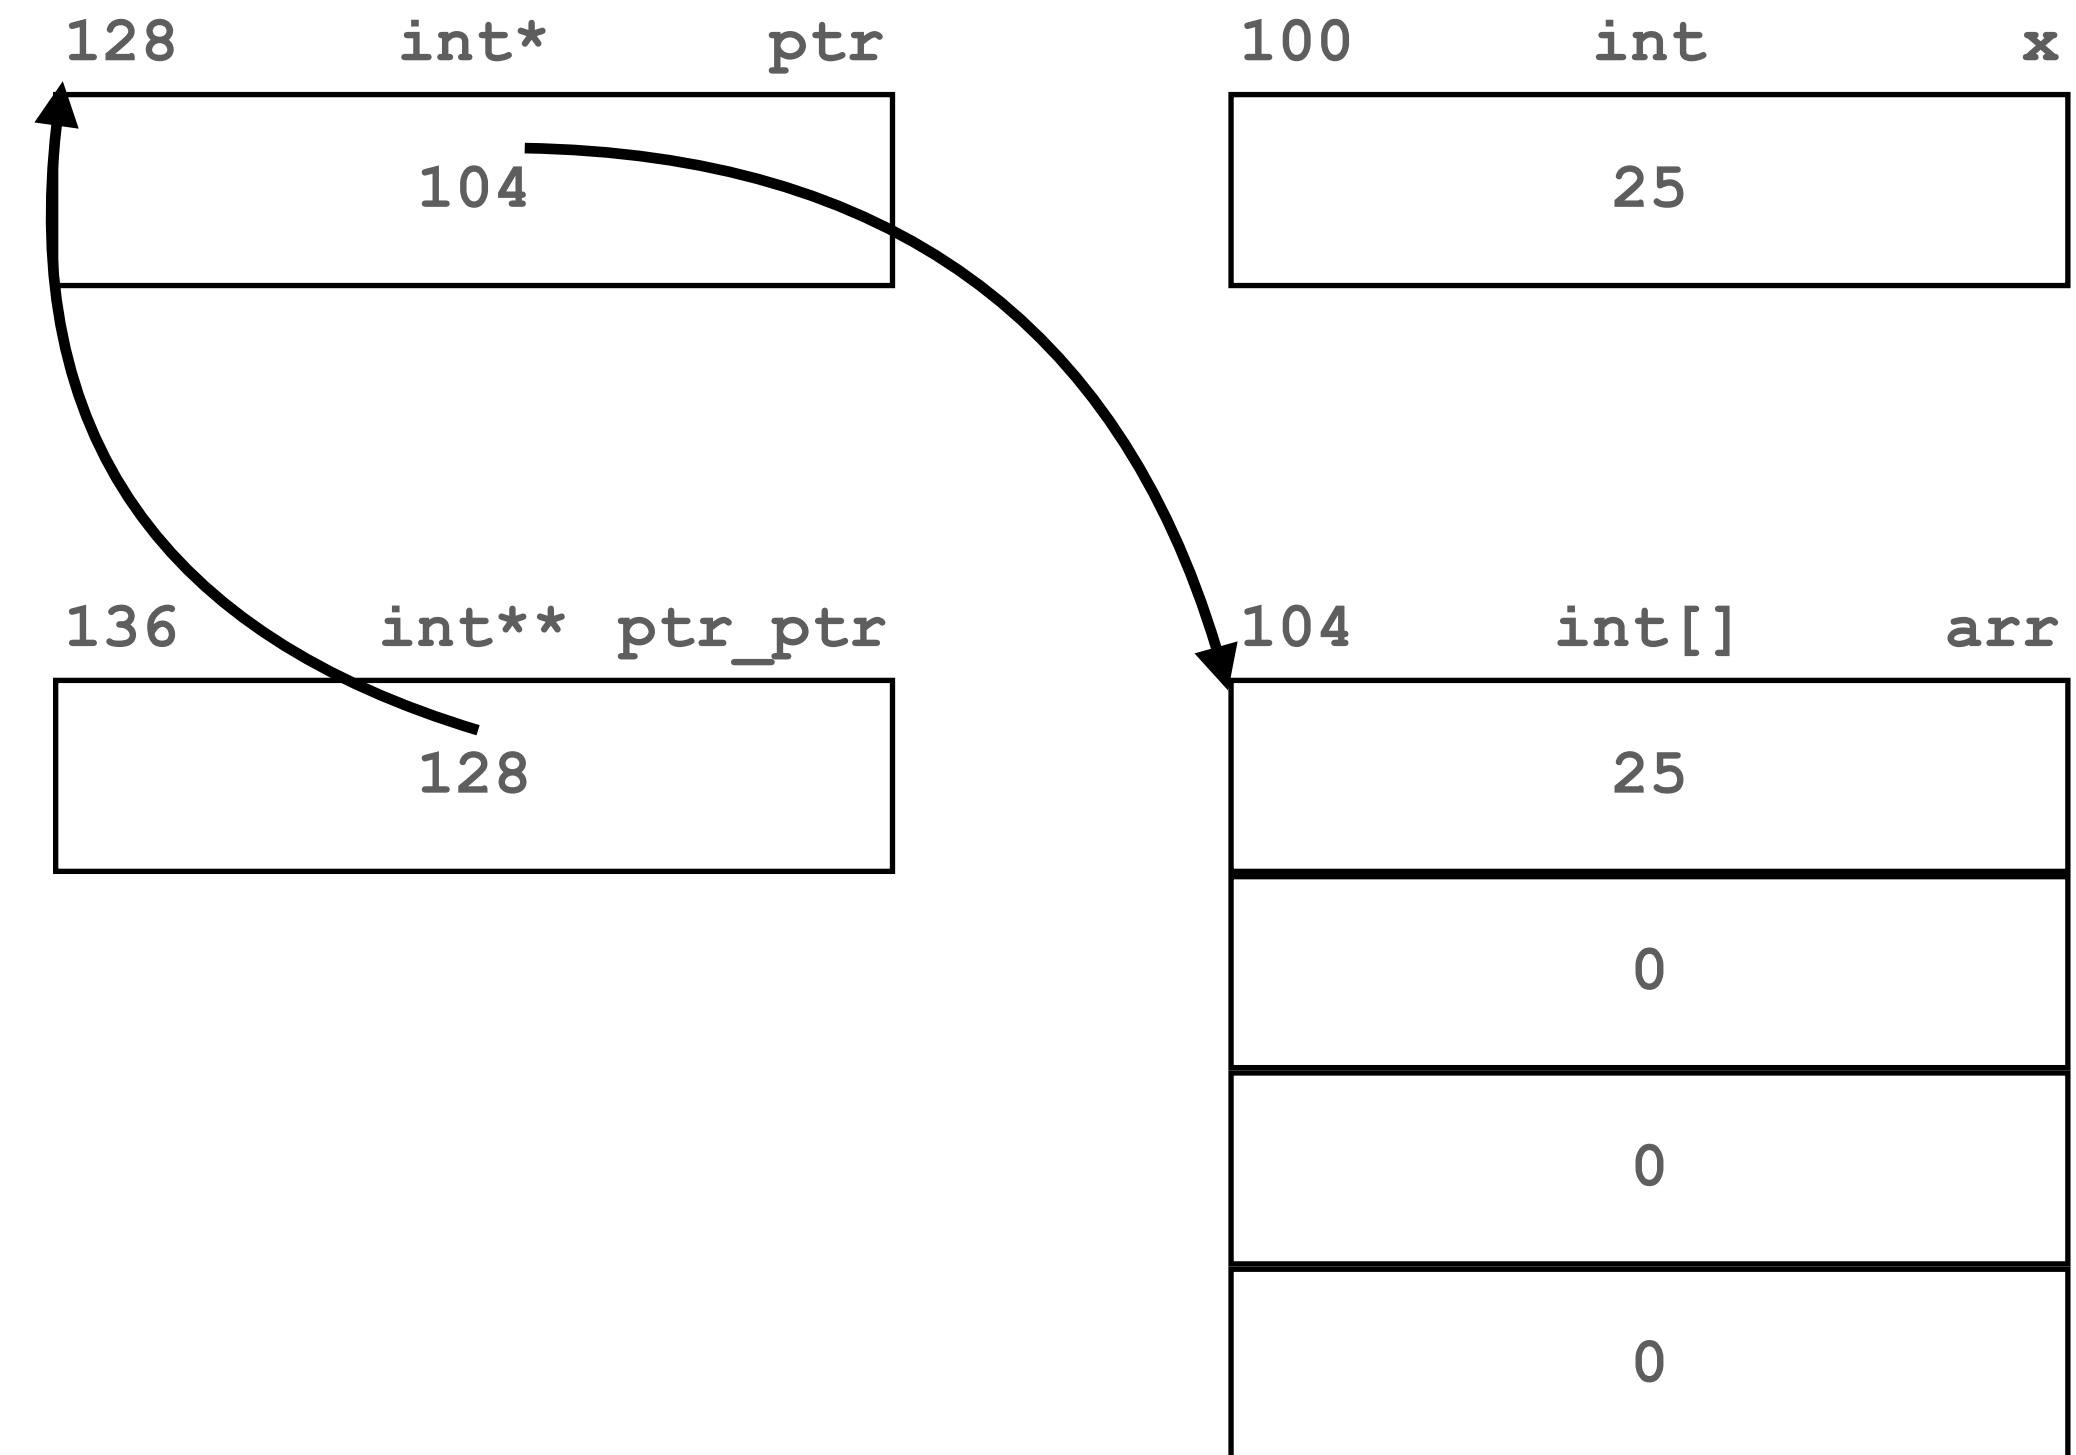 128 int* ptr
104
100 int x
25
136 int** ptr_ptr
128
104 int[] arr
25
0
0
0